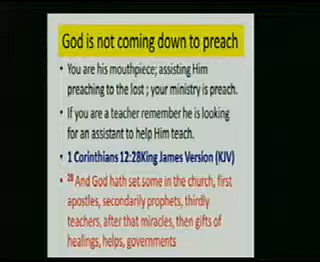 God is not coming down to preach
• You are his mouthpiece; assisting Him
preaching to the lost ; your ministry is preach.
• If you are a teacher remember he is looking
for an assistant to help Him teach.
• 1 Corinthians 12:28King James Version (KJV)
• 28 And God hath set some in the church, first
apostles, secondarily prophets, thirdly
teachers, after that miracles, then gifts of
healings, helps, governments